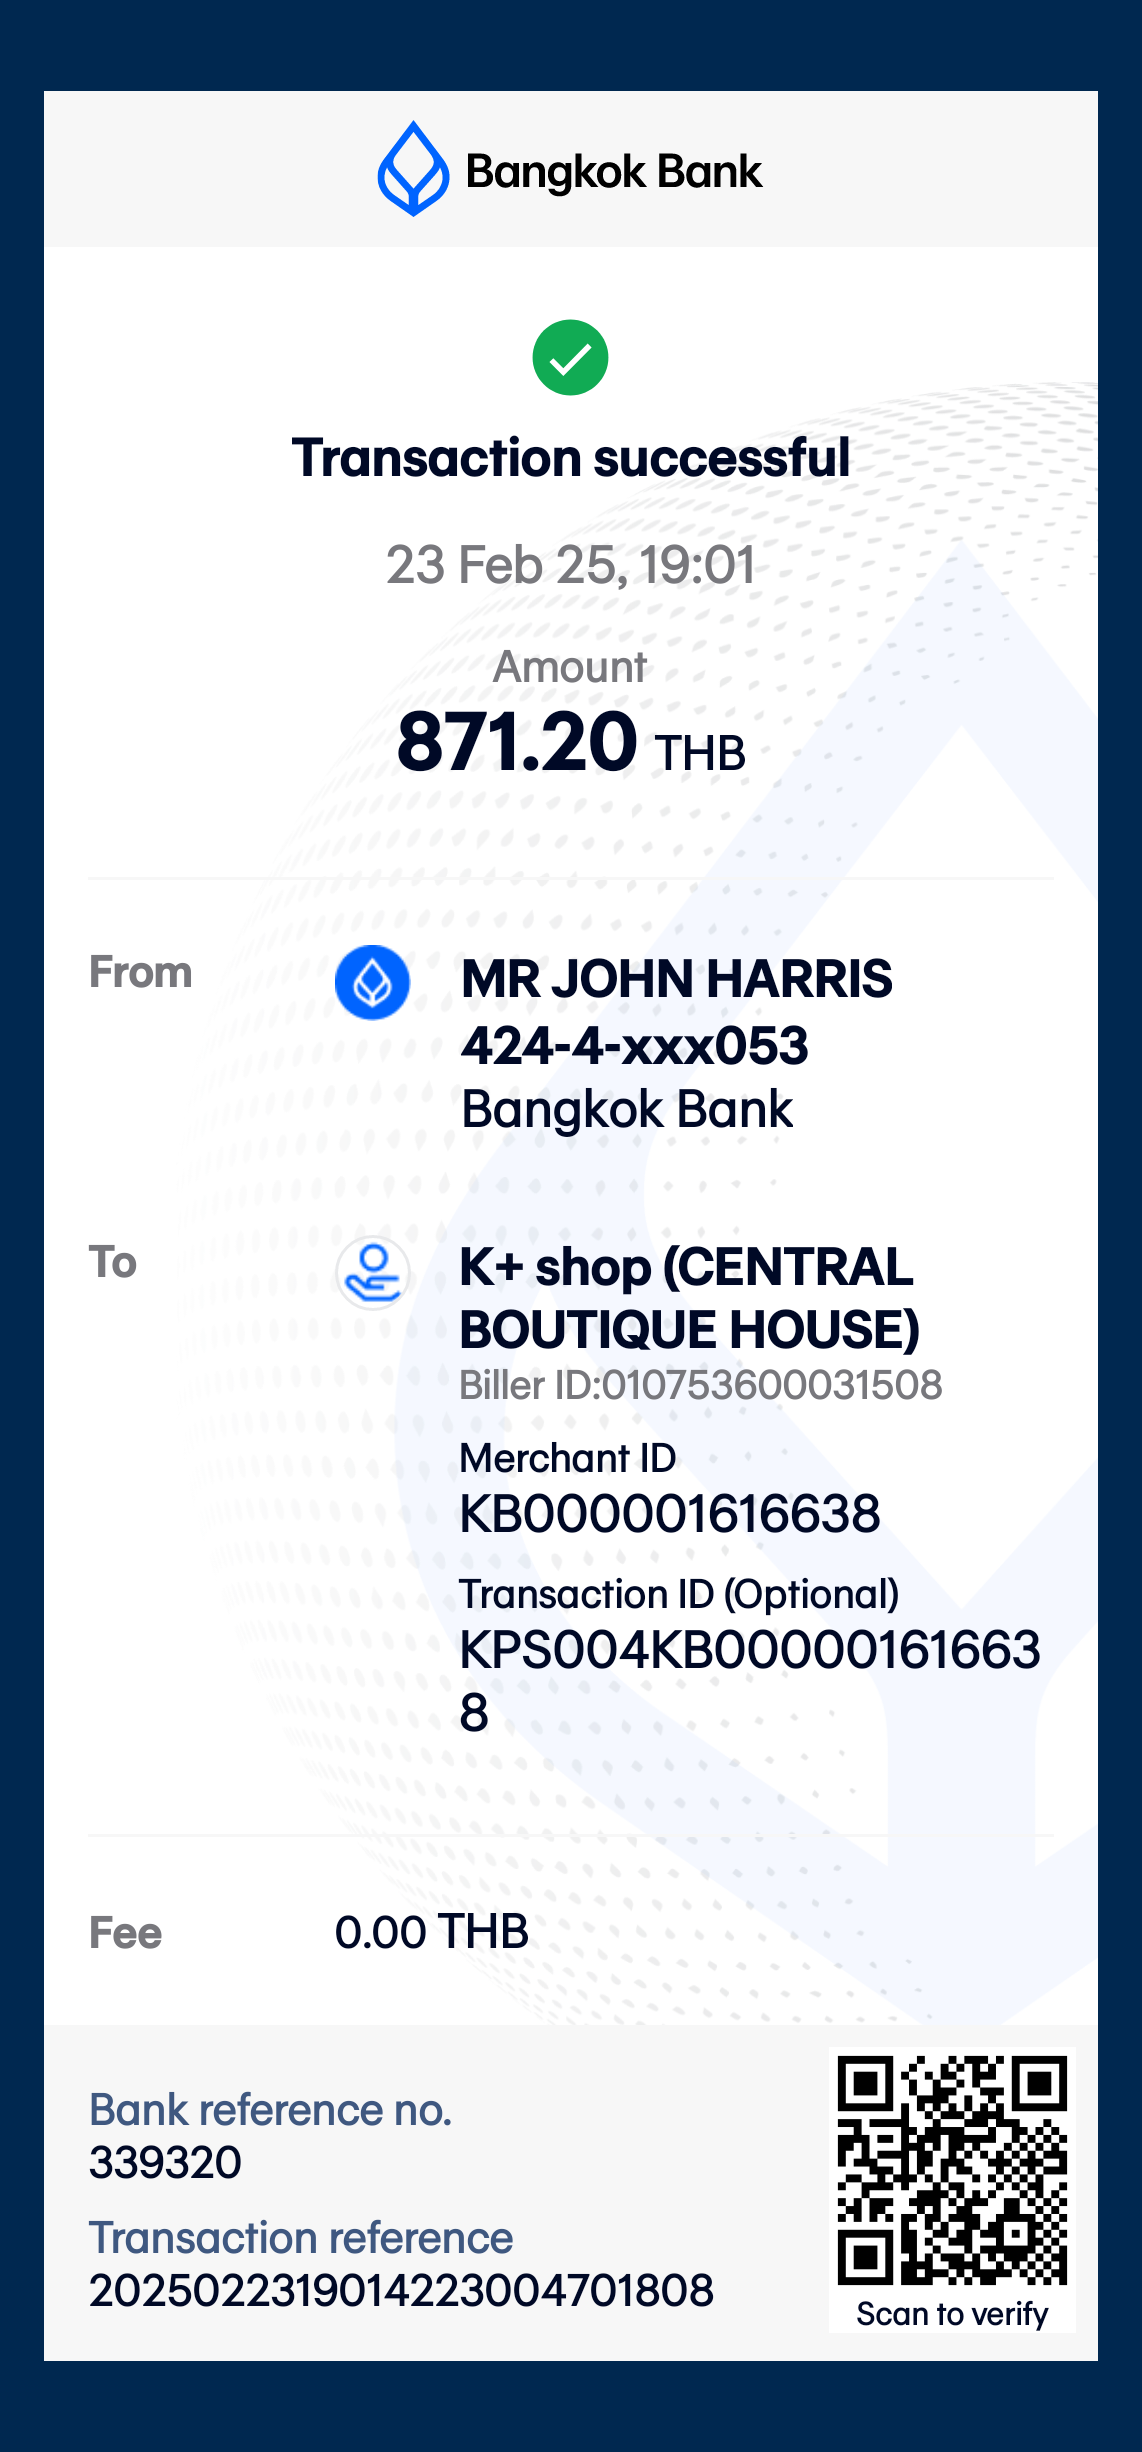 Bangkok Bank
Transaction successful
23 Feb 25, 19:01
Amount
871.20 THB
From
MR JOHN HARRIS
424-4-xxx053
Bangkok Bank
To
K+ shop (CENTRAL
BOUTIQUE HOUSE)
Biller ID:010753600031508
Merchant ID
KB000001616638
Transaction ID (Optional)
KPS004KB00000161663
8
Fee
0.00 THB
Bank reference no.
339320
Transaction reference
2025022319014223004701808
Scan to verify